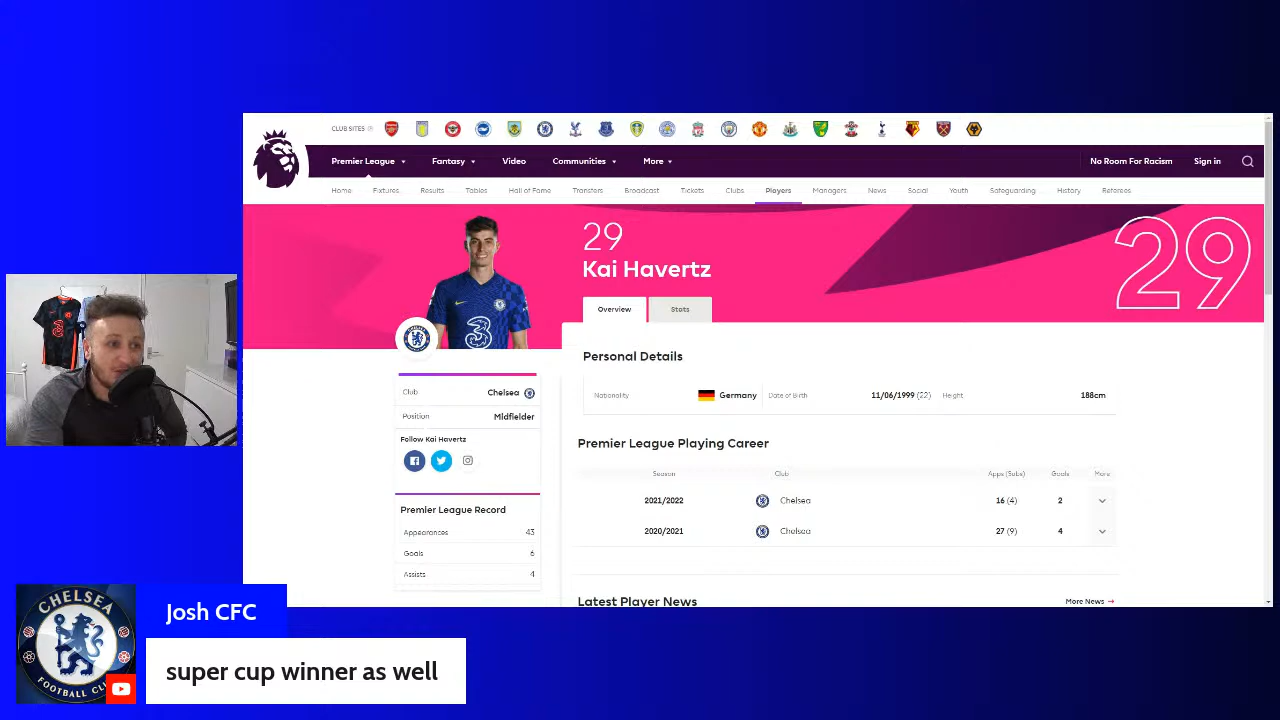 CLUB SITES
Premier League
Fantasy
Video
Communities
More
No Room For Racism
Sign in
Home
Fixtures
Results
Tables
Hall of Fame
Transfers
Broadcast
Tickets
Clubs
Players
Managers
News
Social
Youth
Safeguarding
History
Referees
29
Kai Havertz
29
Overview
Stats
Club
Chelsea
Position
Midfielder
Follow Kai Havertz
Premier League Record
Appearances
43
Goals
6
Assists
4
Personal Details
Nationality
Germany
Date of Birth
11/06/1999 (22)
Height
188cm
Premier League Playing Career
Season
Club
Apps (Subs)
Goals
More
2021/2022
Chelsea
16 (4)
2
2020/2021
Chelsea
27 (9)
4
Latest Player News
More News
CHELSEA
FOOTBALL CLUB
Josh CFC
super cup winner as well